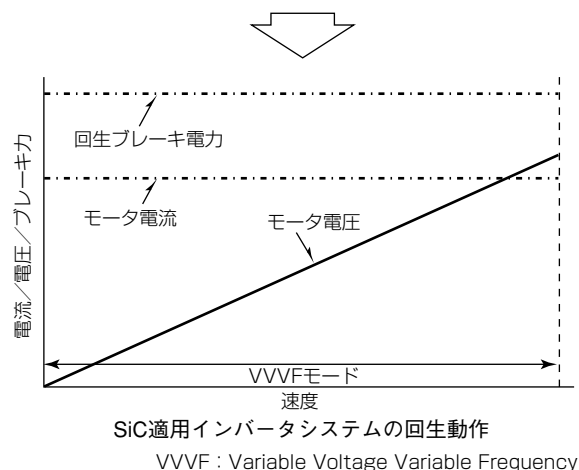 回生ブレーキ電力
モータ電流
モータ電圧
電流／電圧／ブレーキ力
VVVFモード
速度
SiC適用インバータシステムの回生動作
VVVF：Variable Voltage Variable Frequency